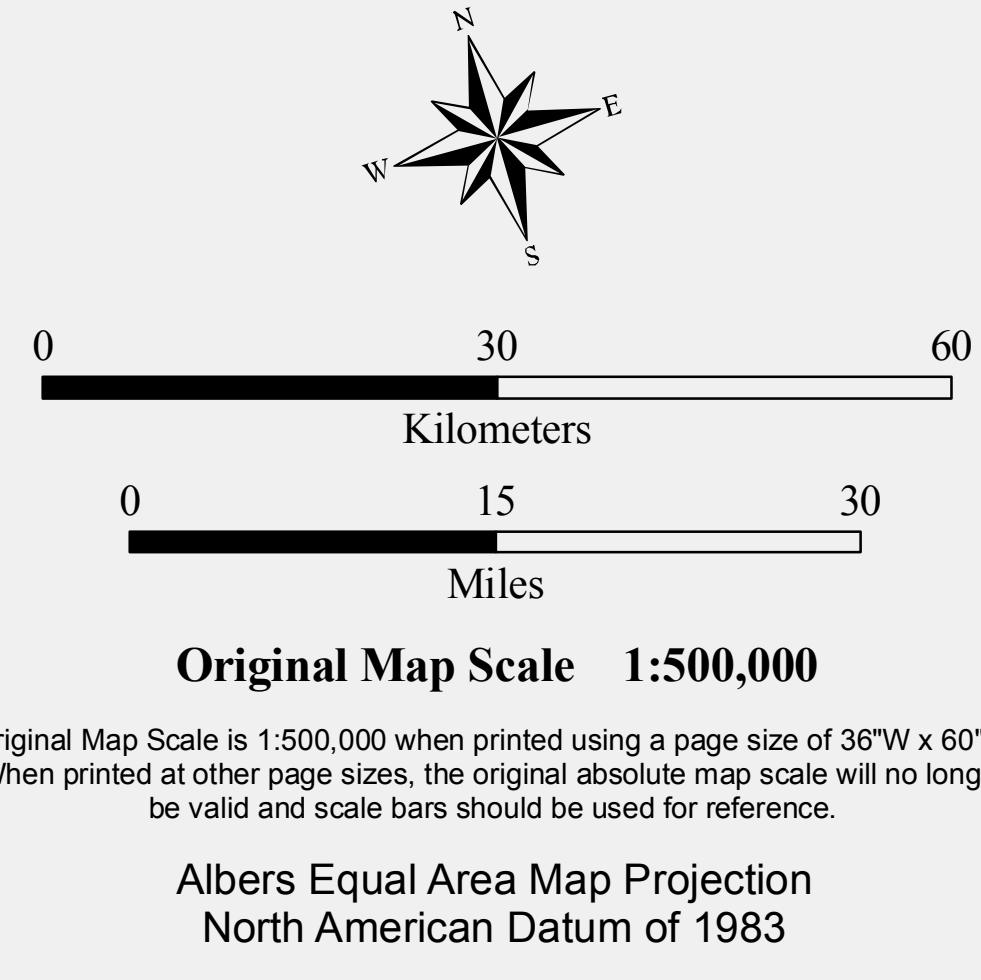 N
E
W
S
0 30 60
Kilometers
0 15 30
Miles
Original Map Scale 1:500,000
riginal Map Scale is 1:500,000 when printed using a page size of 36"W x 60"
When printed at other page sizes, the original absolute map scale will no long
be valid and scale bars should be used for reference.
Albers Equal Area Map Projection
North American Datum of 1983